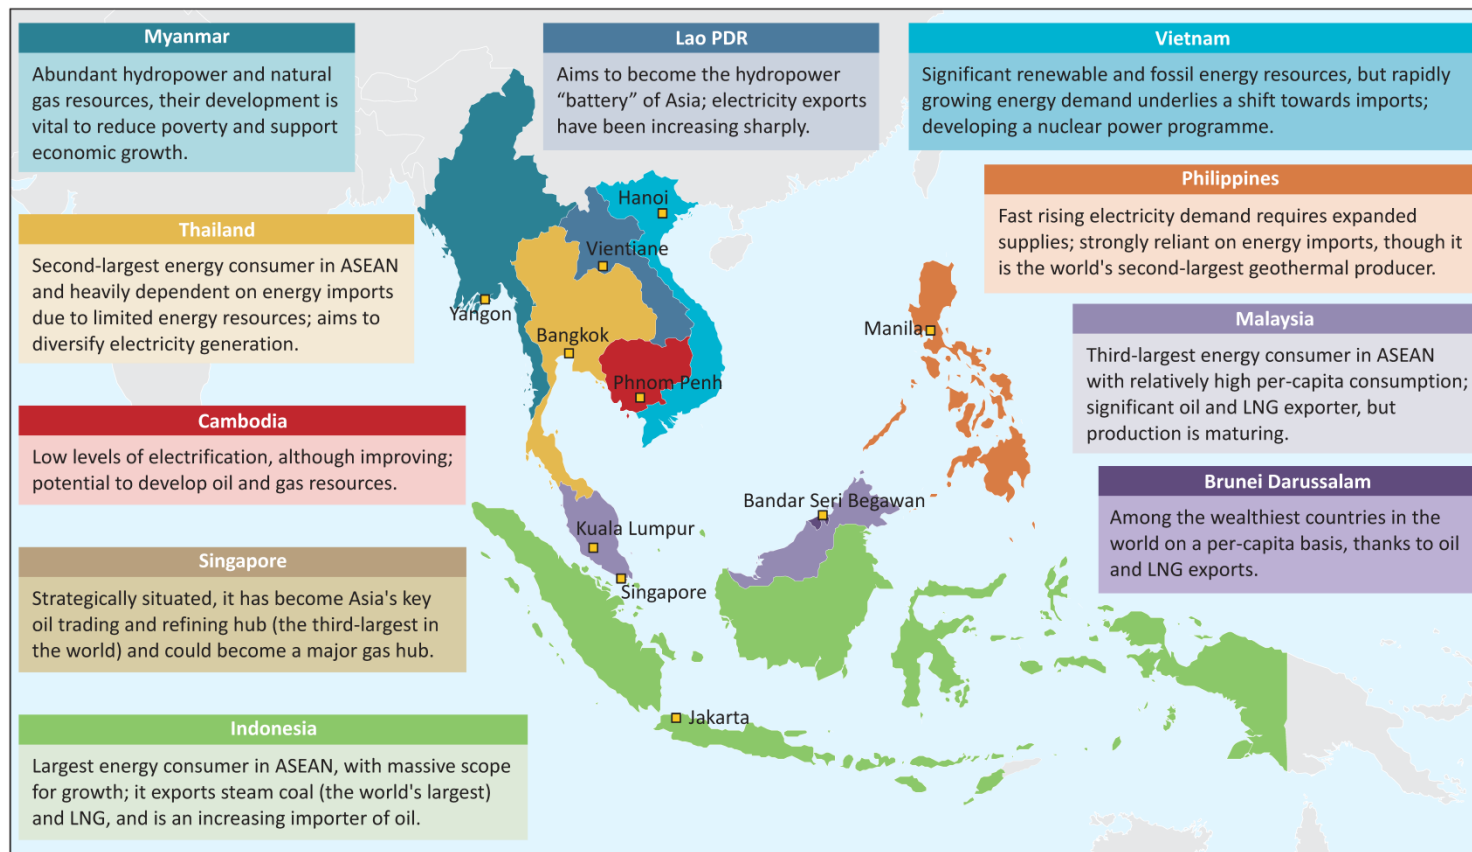 Myanmar
Abundant hydropower and natural
gas resources, their development is
vital to reduce poverty and support
economic growth.
Lao PDR
Aims to become the hydropower
“battery” of Asia; electricity exports
have been increasing sharply.
Vietnam
Significant renewable and fossil energy resources, but rapidly
growing energy demand underlies a shift towards imports;
developing a nuclear power programme.
Thailand
Second-largest energy consumer in ASEAN
and heavily dependent on energy imports
due to limited energy resources; aims to
diversify electricity generation.
Philippines
Fast rising electricity demand requires expanded
supplies; strongly reliant on energy imports, though it
is the world's second-largest geothermal producer.
Malaysia
Third-largest energy consumer in ASEAN
with relatively high per-capita consumption;
significant oil and LNG exporter, but
production is maturing.
Cambodia
Low levels of electrification, although improving;
potential to develop oil and gas resources.
Brunei Darussalam
Among the wealthiest countries in the
world on a per-capita basis, thanks to oil
and LNG exports.
Singapore
Strategically situated, it has become Asia's key
oil trading and refining hub (the third-largest in
the world) and could become a major gas hub.
Indonesia
Largest energy consumer in ASEAN, with massive scope
for growth; it exports steam coal (the world's largest)
and LNG, and is an increasing importer of oil.
Hanoi
Vientiane
Yangon
Bangkok
Manila
Phnom Penh
Bandar Seri Begawan
Kuala Lumpur
Singapore
Jakarta